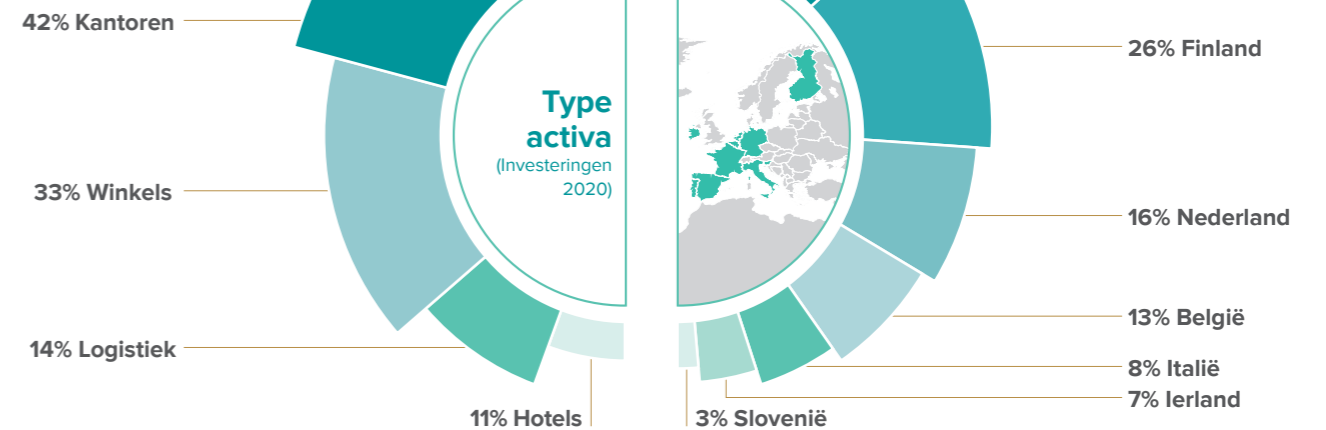 42% Kantoren
33% Winkels
14% Logistiek
11% Hotels
Type
activa
(Investeringen
2020)
26% Finland
16% Nederland
13% België
8% Italië
7% Ierland
3% Slovenië